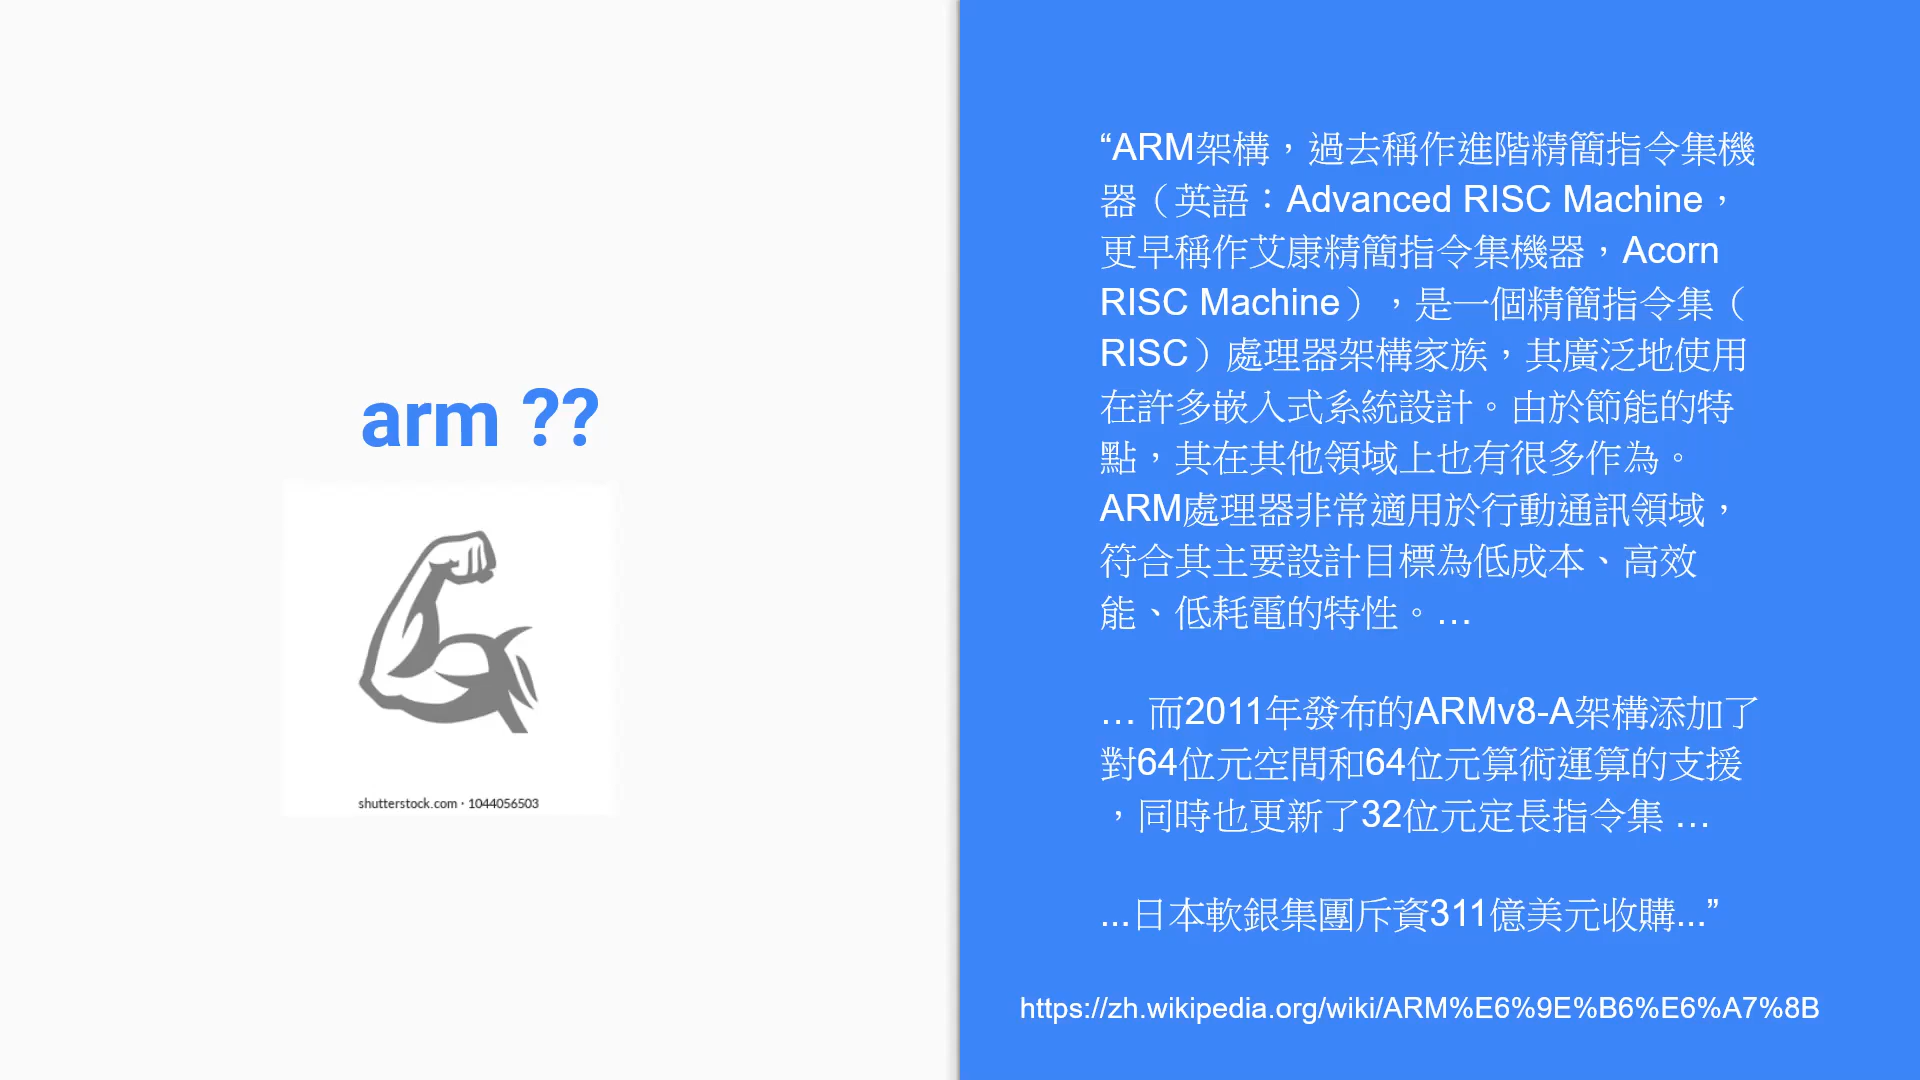 arm ??
shutterstock.com · 1044056503
“ARM架構，過去稱作進階精簡指令集機
器（英語：Advanced RISC Machine，
更早稱作艾康精簡指令集機器，Acorn
RISC Machine），是一個精簡指令集（
RISC）處理器架構家族，其廣泛地使用
在許多嵌入式系統設計。由於節能的特
點，其在其他領域上也有很多作為。
ARM處理器非常適用於行動通訊領域，
符合其主要設計目標為低成本、高效
能、低耗電的特性。…
… 而2011年發布的ARMv8-A架構添加了
對64位元空間和64位元算術運算的支援
，同時也更新了32位元定長指令集 …
...日本軟銀集團斥資311億美元收購...”
https://zh.wikipedia.org/wiki/ARM%E6%9E%B6%E6%A7%8B